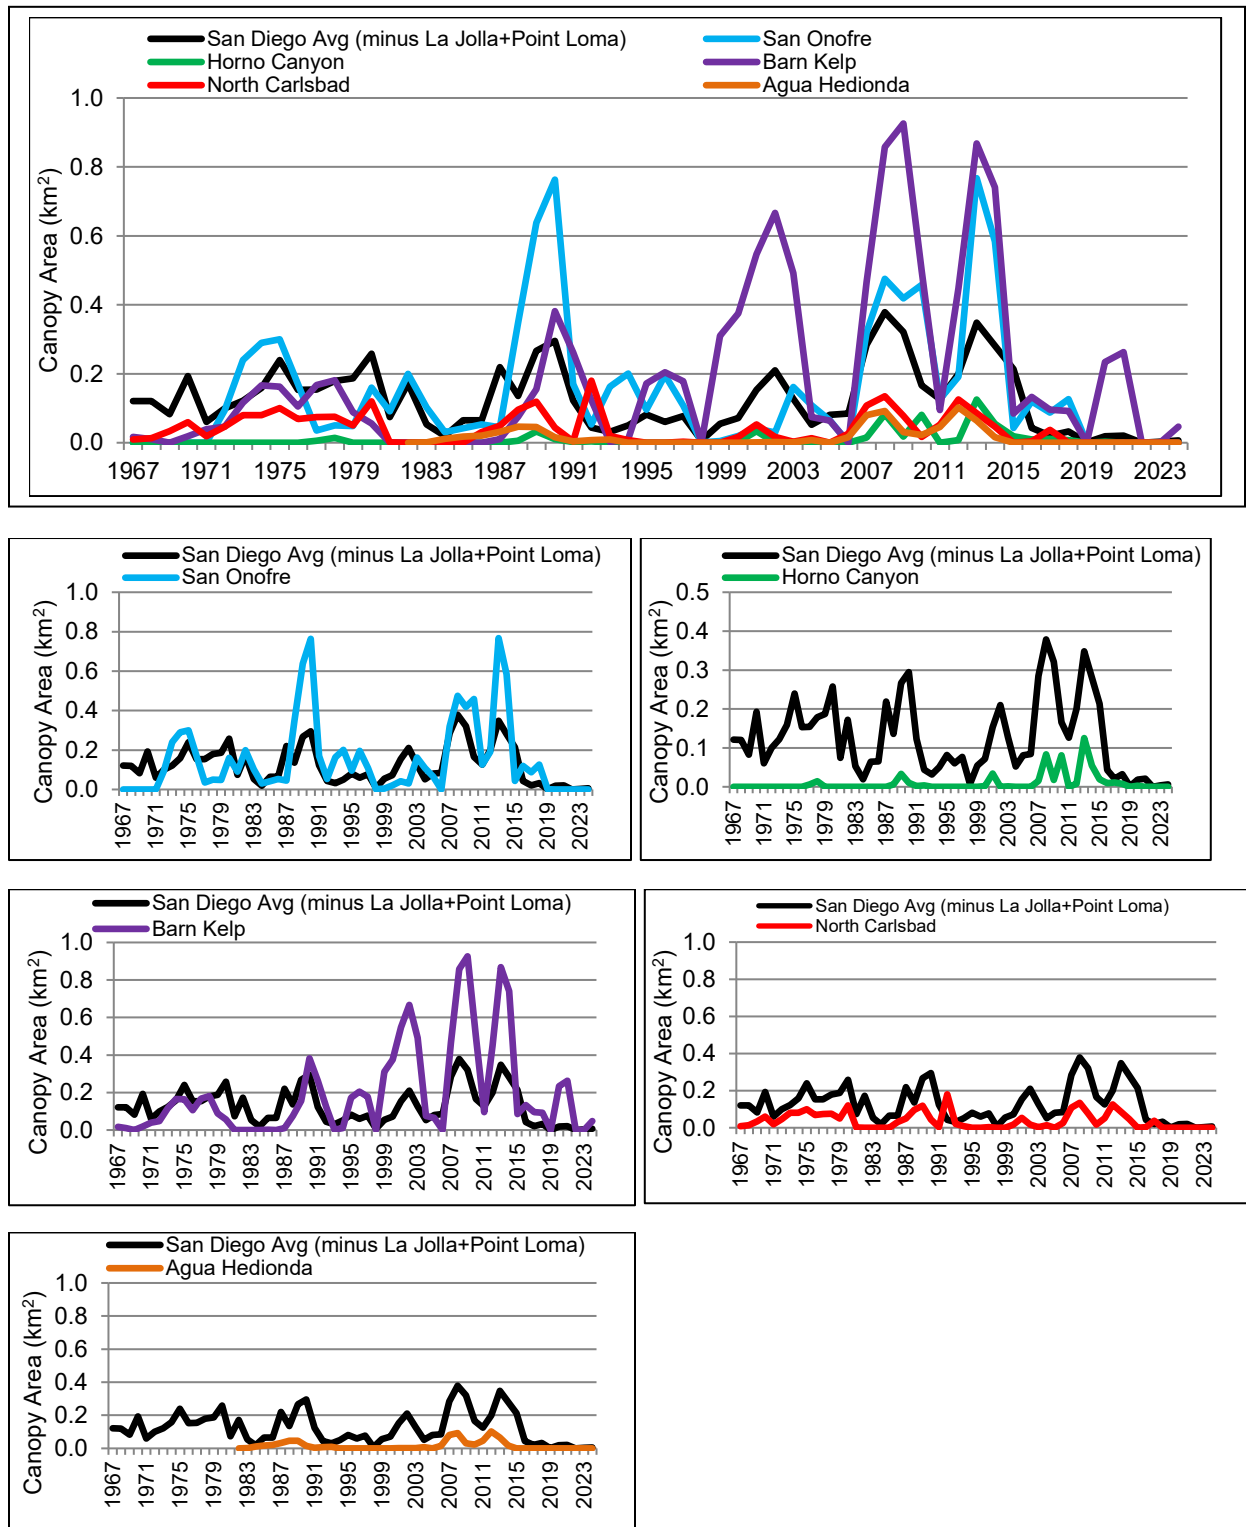 San Diego Avg (minus La Jolla+Point Loma) San Onofre
Horno Canyon Barn Kelp
North Carlsbad Agua Hedionda
Canopy Area (km²)
1.0
0.8
0.6
0.4
0.2
0.0
1967 1971 1975 1979 1983 1987 1991 1995 1999 2003 2007 2011 2015 2019 2023
San Diego Avg (minus La Jolla+Point Loma)
San Onofre
Canopy Area (km²)
1.0
0.8
0.6
0.4
0.2
0.0
1967 1971 1975 1979 1983 1987 1991 1995 1999 2003 2007 2011 2015 2019 2023
San Diego Avg (minus La Jolla+Point Loma)
Horno Canyon
Canopy Area (km²)
0.5
0.4
0.3
0.2
0.1
0.0
1967 1971 1975 1979 1983 1987 1991 1995 1999 2003 2007 2011 2015 2019 2023
San Diego Avg (minus La Jolla+Point Loma)
Barn Kelp
Canopy Area (km²)
1.0
0.8
0.6
0.4
0.2
0.0
1967 1971 1975 1979 1983 1987 1991 1995 1999 2003 2007 2011 2015 2019 2023
San Diego Avg (minus La Jolla+Point Loma)
North Carlsbad
Canopy Area (km²)
1.0
0.8
0.6
0.4
0.2
0.0
1967 1971 1975 1979 1983 1987 1991 1995 1999 2003 2007 2011 2015 2019 2023
San Diego Avg (minus La Jolla+Point Loma)
Agua Hedionda
Canopy Area (km²)
1.0
0.8
0.6
0.4
0.2
0.0
1967 1971 1975 1979 1983 1987 1991 1995 1999 2003 2007 2011 2015 2019 2023